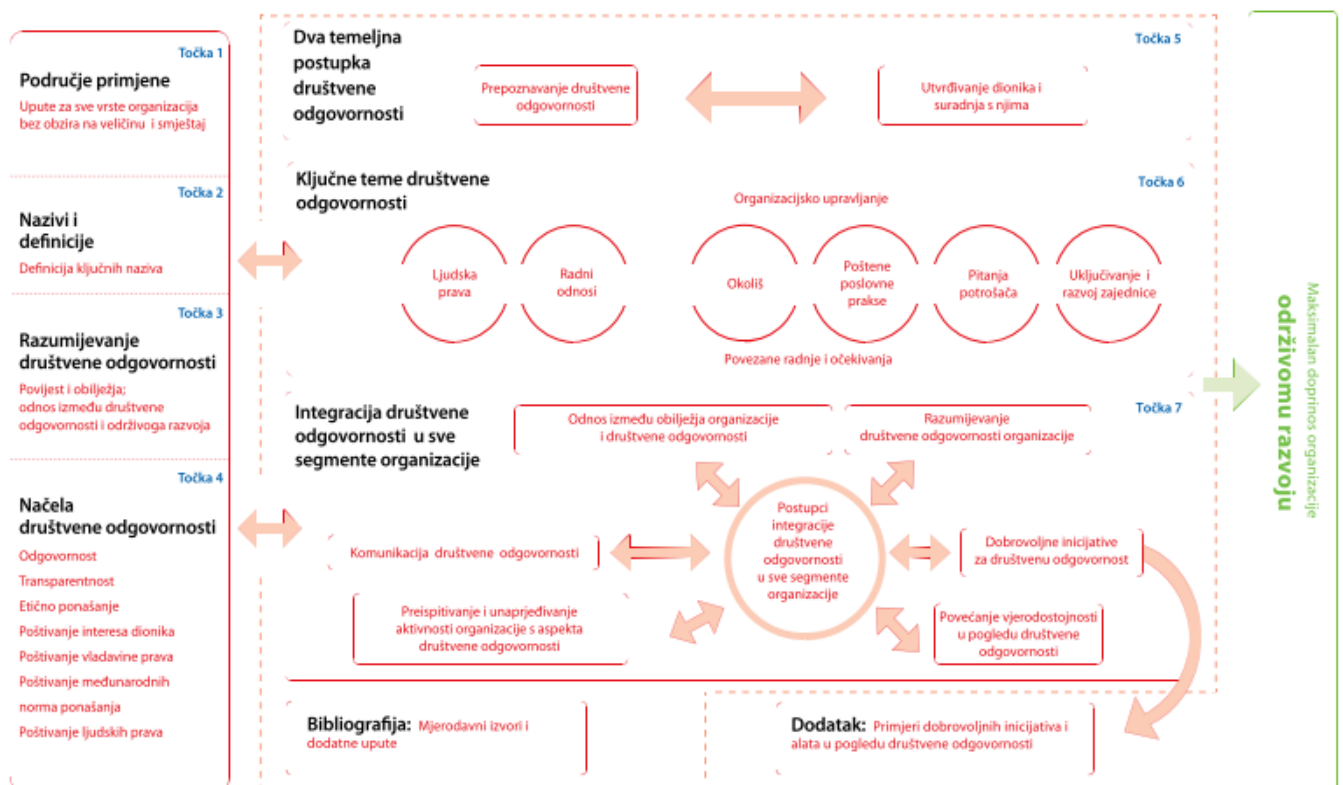 Točka 1
Područje primjene
Upute za sve vrste organizacija
bez obzira na veličinu i smještaj
Točka 2
Nazivi i
definicije
Definicija ključnih naziva
Točka 3
Razumijevanje
društvene odgovornosti
Povijest i obilježja;
odnos između društvene
odgovornosti i održivoga razvoja
Točka 4
Načela
društvene odgovornosti
Odgovornost
Transparentnost
Etično ponašanje
Poštivanje interesa dionika
Poštivanje vladavine prava
Poštivanje međunarodnih
norma ponašanja
Poštivanje ljudskih prava
Dva temeljna
postupka
društvene
odgovornosti
Točka 5
Prepoznavanje društvene
odgovornosti
Utvrđivanje dionika i
suradnja s njima
Ključne teme društvene
odgovornosti
Točka 6
Organizacijsko upravljanje
Ljudska
prava
Radni
odnosi
Okoliš
Poštene
poslovne
prakse
Pitanja
potrošača
Uključivanje i
razvoj zajednice
Povezane radnje i očekivanja
Integracija društvene
odgovornosti u sve
segmente organizacije
Točka 7
Odnos između obilježja organizacije
i društvene odgovornosti
Razumijevanje
društvene odgovornosti organizacije
Postupci
integracije
društvene
odgovornosti
u sve segmente
organizacije
Komunikacija društvene odgovornosti
Dobrovoljne inicijative
za društvenu odgovornost
Preispitivanje i unaprjeđivanje
aktivnosti organizacije s aspekta
društvene odgovornosti
Povećanje vjerodostojnosti
u pogledu društvene
odgovornosti
Bibliografija: Mjerodavni izvori i
dodatne upute
Dodatak: Primjeri dobrovoljnih inicijativa i
alata u pogledu društvene odgovornosti
Maksimalan doprinos organizacije
održivomu razvoju